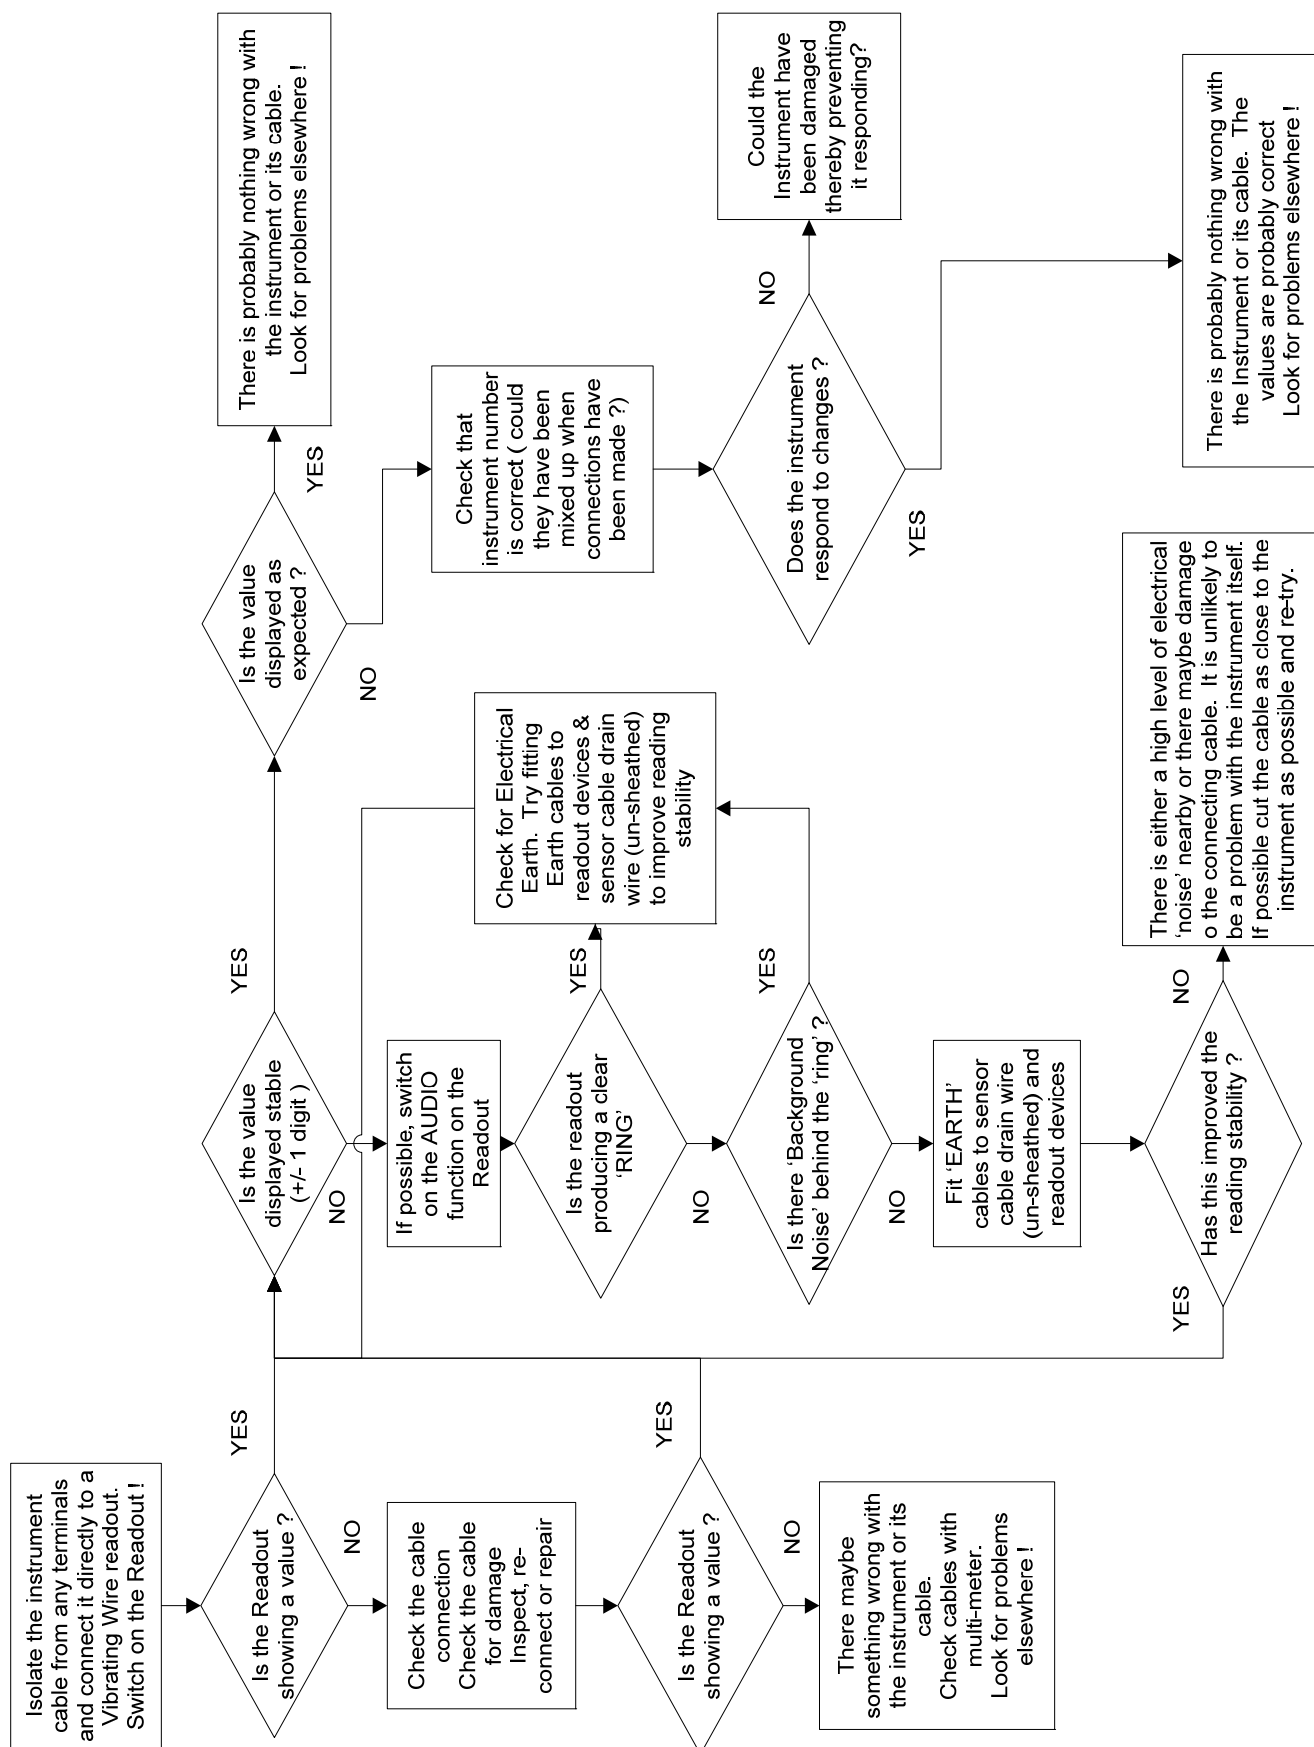 Isolate the instrument
cable from any terminals
and connect it directly to a
Vibrating Wire readout.
Switch on the Readout !
Is the Readout
showing a value ?
YES
NO
Check the cable
connection
Check the cable
for damage
Inspect, re-
connect or repair
Is the Readout
showing a value ?
YES
NO
There maybe
something wrong with
the instrument or its
cable.
Check cables with
multi-meter.
Look for problems
elsewhere !
Is the value
displayed stable
(+/- 1 digit )
YES
NO
If possible, switch
on the AUDIO
function on the
Readout
Is the readout
producing a clear
‘RING’
YES
NO
Is there ‘Background
Noise’ behind the ‘ring’ ?
YES
NO
Fit ‘EARTH’
cables to sensor
cable drain wire
(un-sheathed) and
readout devices
Has this improved the
reading stability ?
YES
NO
Check for Electrical
Earth.  Try fitting
Earth cables to
readout devices &
sensor cable drain
wire (un-sheathed)
to improve reading
stability
There is either a high level of electrical
‘noise’ nearby or there maybe damage
o the connecting cable.  It is unlikely to
be a problem with the instrument itself.
If possible cut the cable as close to the
instrument as possible and re-try.
Is the value
displayed as
expected ?
YES
NO
There is probably nothing wrong with
the instrument or its cable.
Look for problems elsewhere !
Check that
instrument number
is correct ( could
they have been
mixed up when
connections have
been made ?)
Does the instrument
respond to changes ?
NO
YES
Could the
Instrument have
been damaged
thereby preventing
it responding?
There is probably nothing wrong with
the Instrument or its cable.  The
values are probably correct
Look for problems elsewhere !